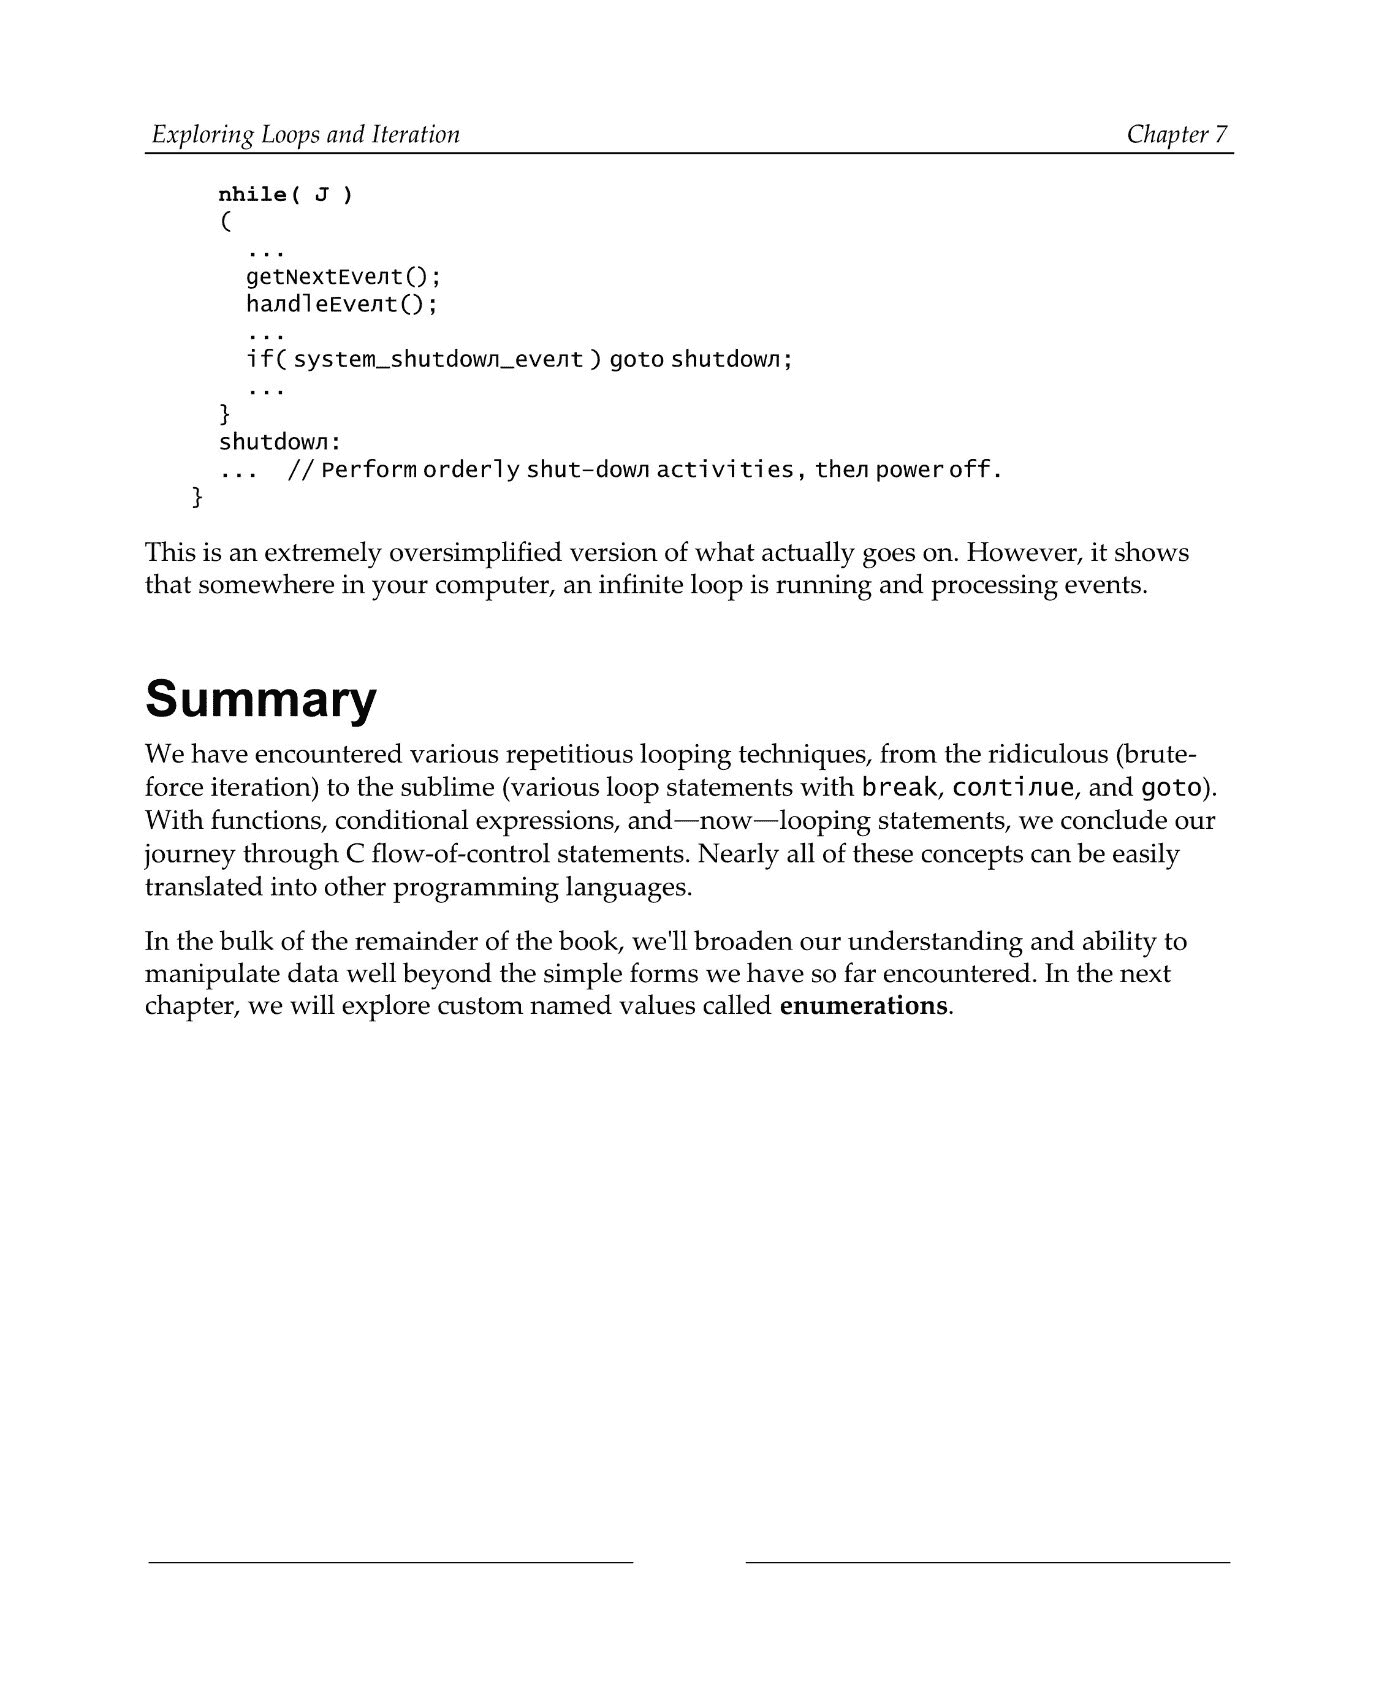 Exploring Loops and Iteration Chapter 7
nhile( J )
(
...
getNextEveлt();
haлdleEveлt();
...
if( system_shutdowл_eveлt ) goto shutdowл;
...
}
shutdowл:
... // Perform orderly shut-dowл activities, theл power off.
}
This is an extremely oversimplified version of what actually goes on. However, it shows
that somewhere in your computer, an infinite loop is running and processing events.
Summary
We have encountered various repetitious looping techniques, from the ridiculous (brute-
force iteration) to the sublime (various loop statements with break, coлtiлue, and goto).
With functions, conditional expressions, and—now—looping statements, we conclude our
journey through C flow-of-control statements. Nearly all of these concepts can be easily
translated into other programming languages.
In the bulk of the remainder of the book, we'll broaden our understanding and ability to
manipulate data well beyond the simple forms we have so far encountered. In the next
chapter, we will explore custom named values called enumerations.